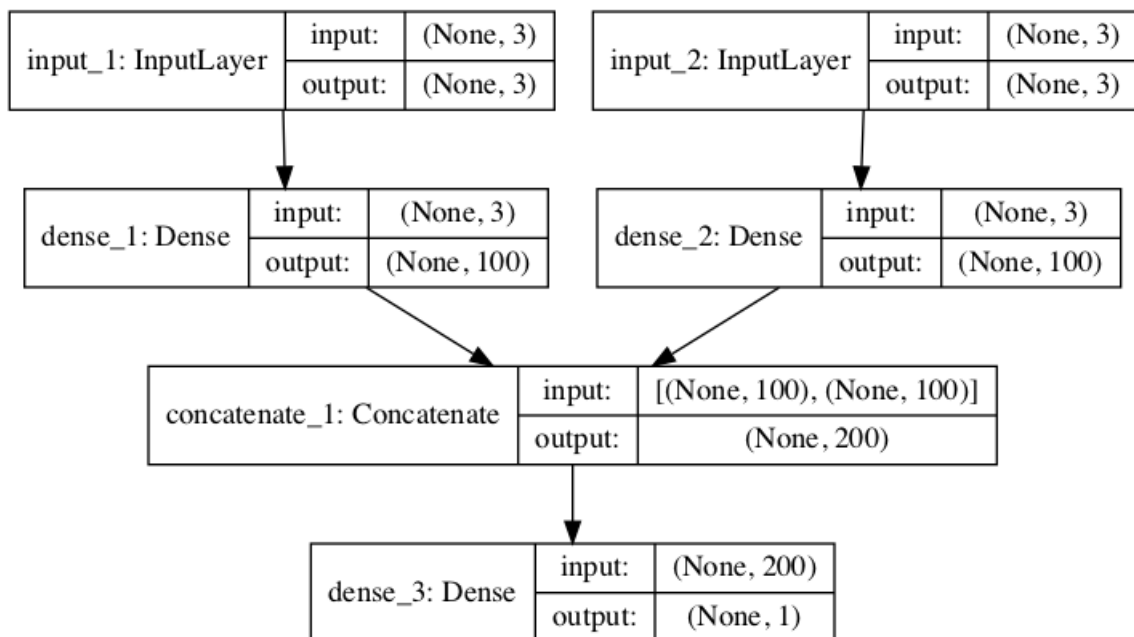 input_1: InputLayer
input: (None, 3)
output: (None, 3)
input_2: InputLayer
input: (None, 3)
output: (None, 3)
dense_1: Dense
input: (None, 3)
output: (None, 100)
dense_2: Dense
input: (None, 3)
output: (None, 100)
concatenate_1: Concatenate
input: [(None, 100), (None, 100)]
output: (None, 200)
dense_3: Dense
input: (None, 200)
output: (None, 1)